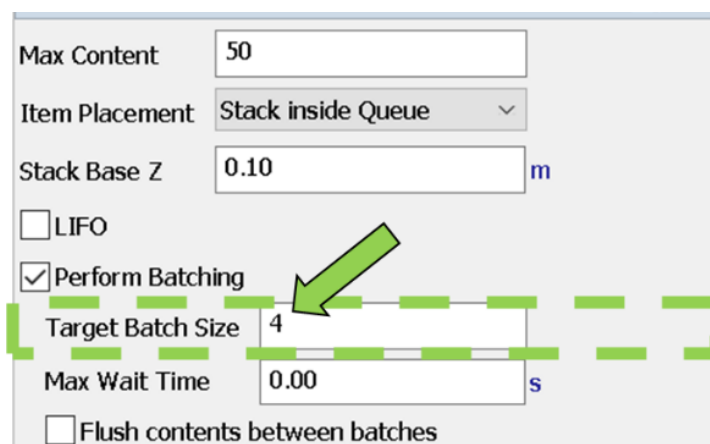 Max Content 50
Item Placement Stack inside Queue
Stack Base Z 0.10 m
LIFO
Perform Batching
Target Batch Size 4
Max Wait Time 0.00 s
Flush contents between batches